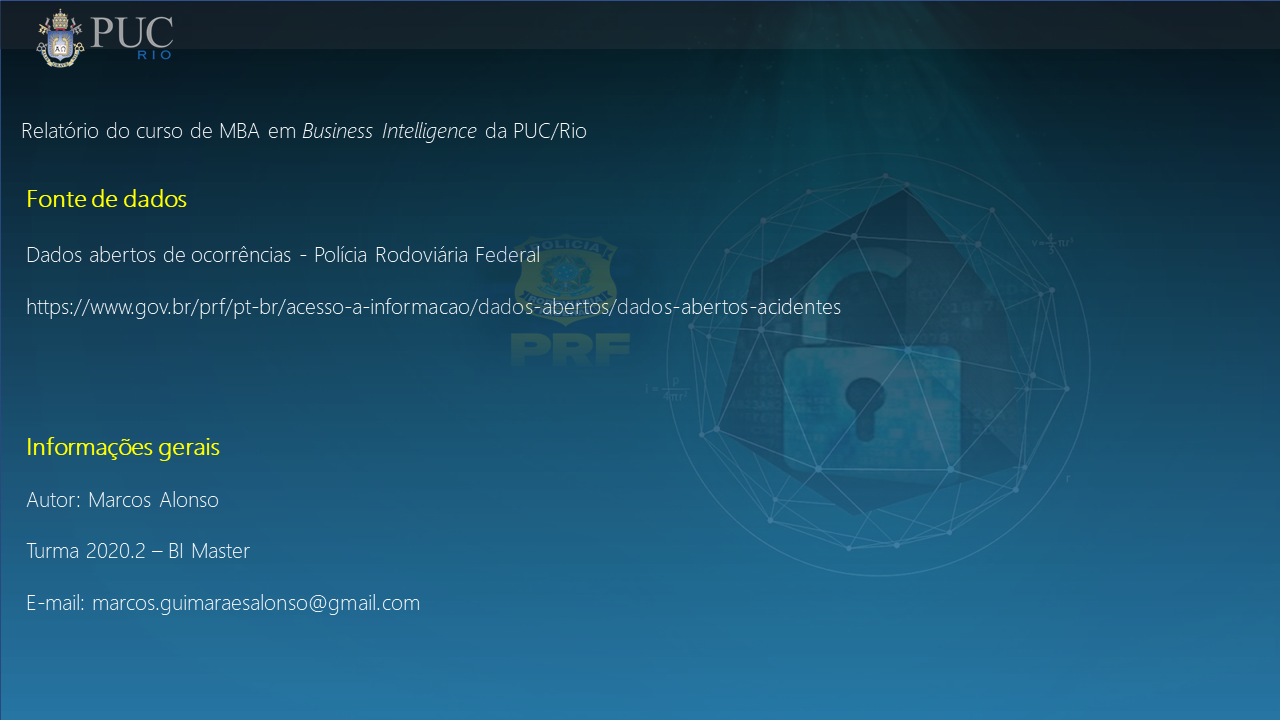 PUC
RIO
Relatório do curso de MBA em Business Intelligence da PUC/Rio
Fonte de dados
Dados abertos de ocorrências - Polícia Rodoviária Federal
https://www.gov.br/prf/pt-br/acesso-a-informacao/dados-abertos/dados-abertos-acidentes
PRF
Informações gerais
Autor: Marcos Alonso
Turma 2020.2 – BI Master
E-mail: marcos.guimaraesalonso@gmail.com